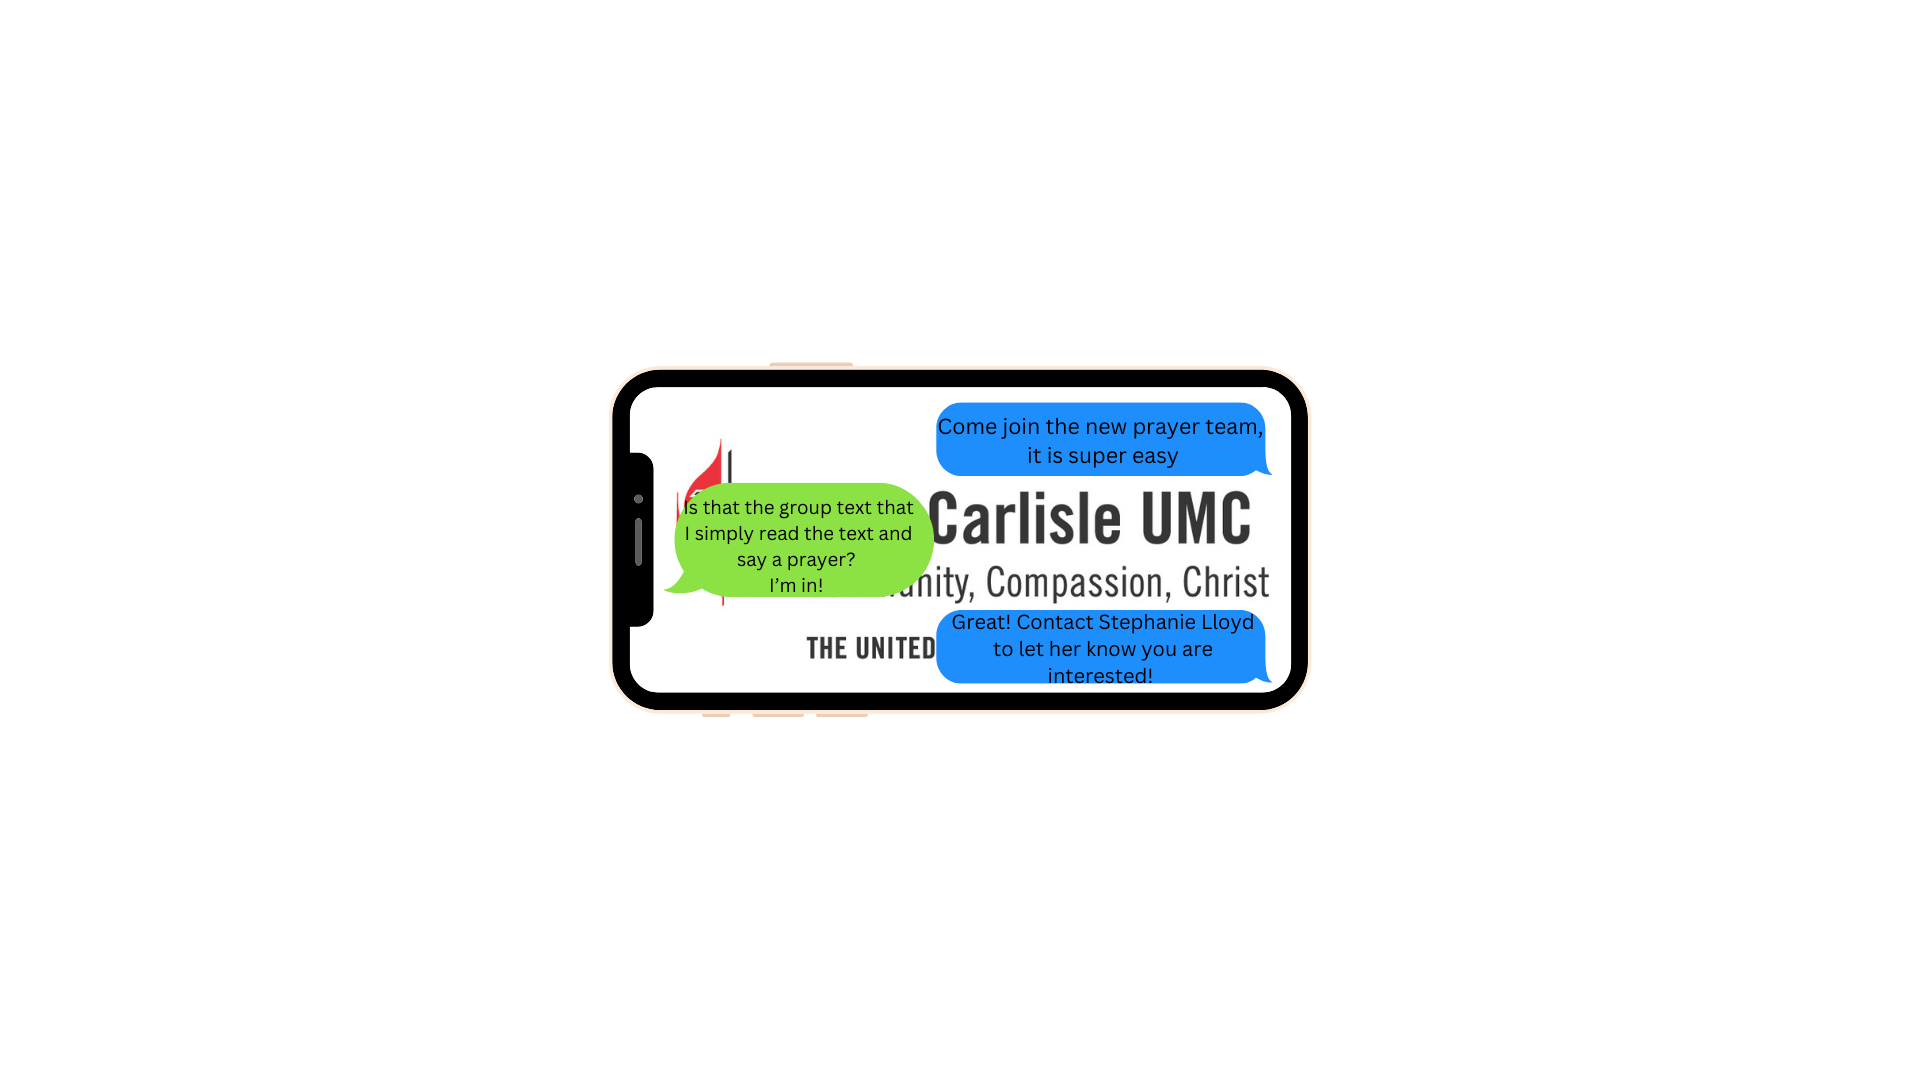 Come join the new prayer team,
it is super easy
Is that the group text that
I simply read the text and
say a prayer?
I’m in!
Carlisle UMC
Compassion, Christ
THE UNITED
Great! Contact Stephanie Lloyd
to let her know you are
interested!